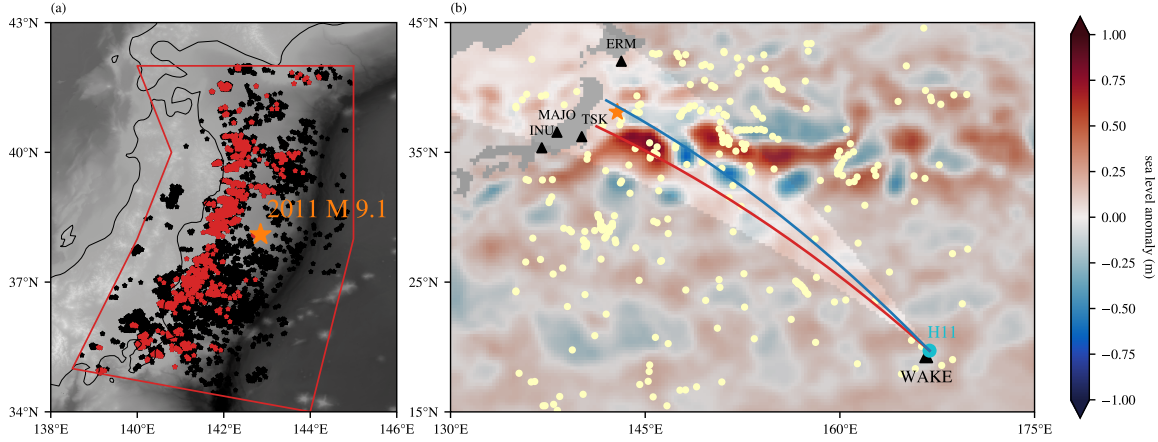 (a)
43°N
40°N
37°N
34°N
138°E
140°E
142°E
144°E
146°E
2011 M 9.1
(b)
45°N
35°N
25°N
15°N
130°E
145°E
160°E
175°E
ERM
MAJO
TSK
INU
H11
WAKE
1.00
0.75
0.50
0.25
0.00
−0.25
−0.50
−0.75
−1.00
sea level anomaly (m)